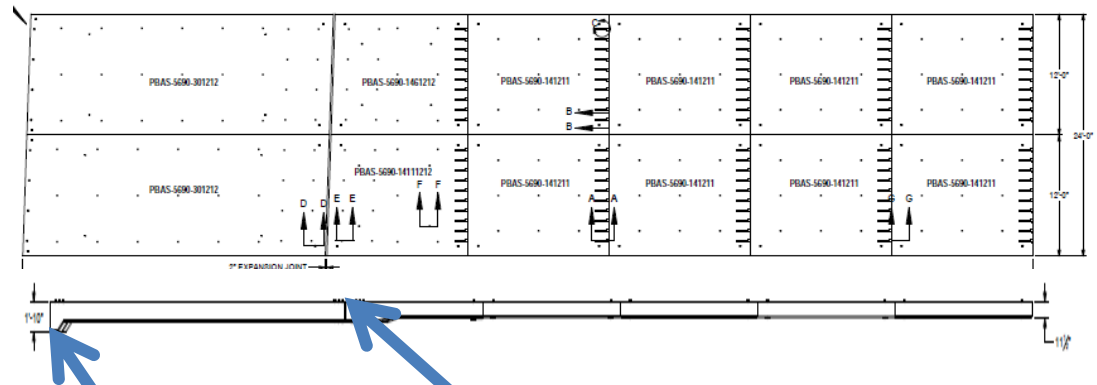 C
PBAS-5690-301212 PBAS-5690-1461212 PBAS-5690-141211 PBAS-5690-141211 PBAS-5690-141211 PBAS-5690-141211
12'-0"
B
B
24'-0"
PBAS-5690-301212 PBAS-5690-14111212 PBAS-5690-141211 PBAS-5690-141211 PBAS-5690-141211 PBAS-5690-141211
D D E E F F A A G G
12'-0"
2" EXPANSION JOINT
1'-10"